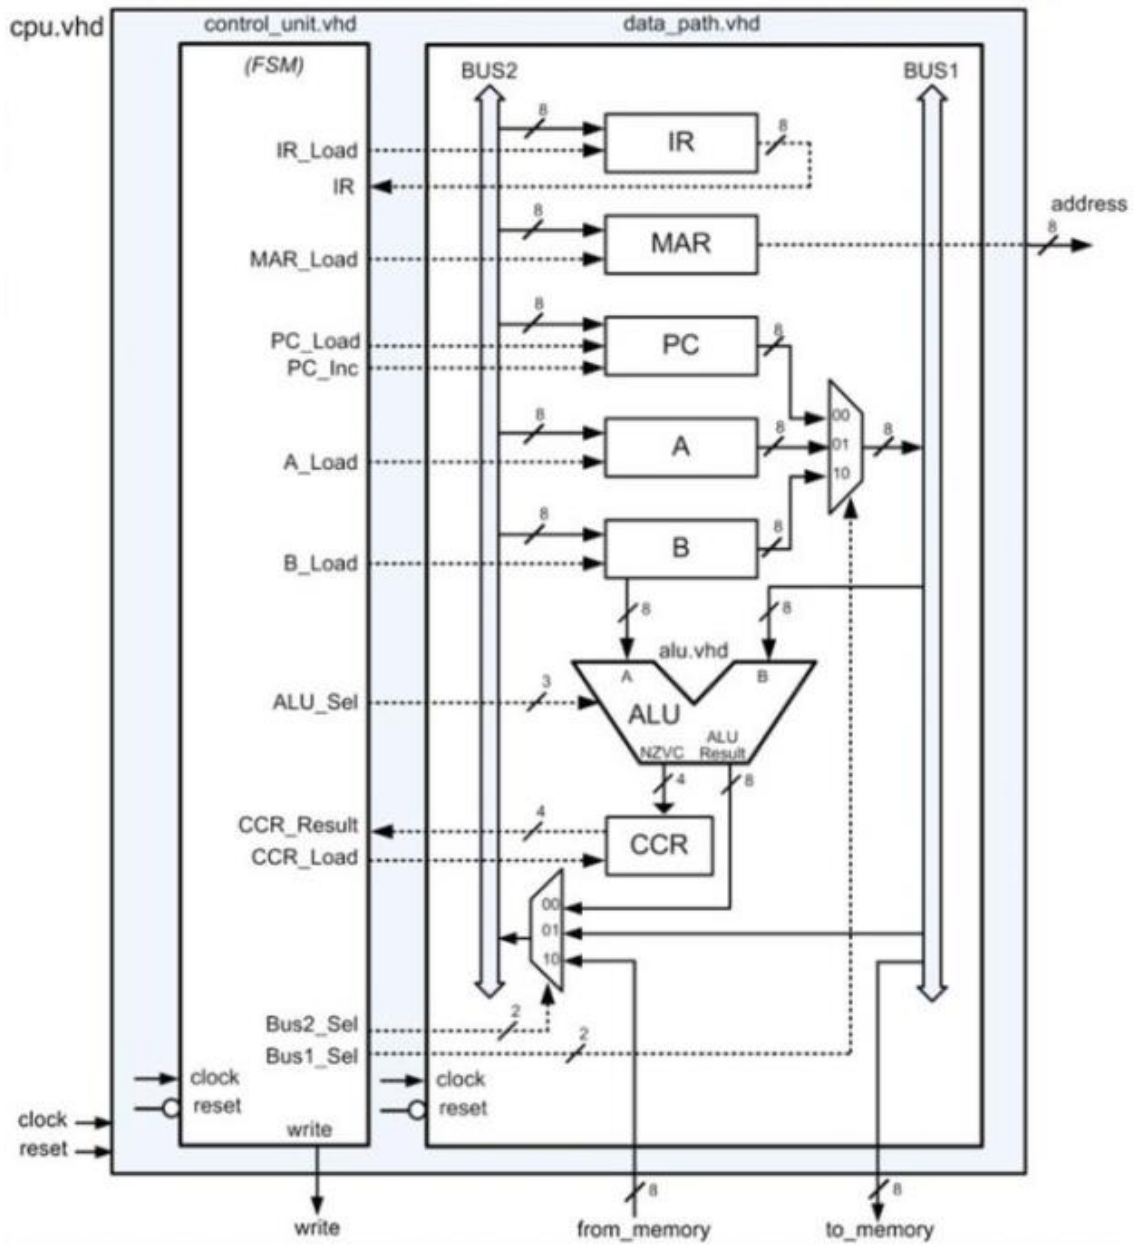 cpu.vhd
control_unit.vhd
data_path.vhd
(FSM)
BUS2
BUS1
8
IR
8
IR_Load
IR
8
MAR
address
8
MAR_Load
8
PC
8
PC_Load
PC_Inc
00
8
A
8
01
8
A_Load
10
8
B
8
B_Load
8
8
alu.vhd
A
B
ALU_Sel
3
ALU
ALU
NZVC
Result
4
8
CCR_Result
4
CCR
CCR_Load
00
01
10
Bus2_Sel
2
Bus1_Sel
2
clock
clock
reset
reset
clock
write
reset
8
8
write
from_memory
to_memory